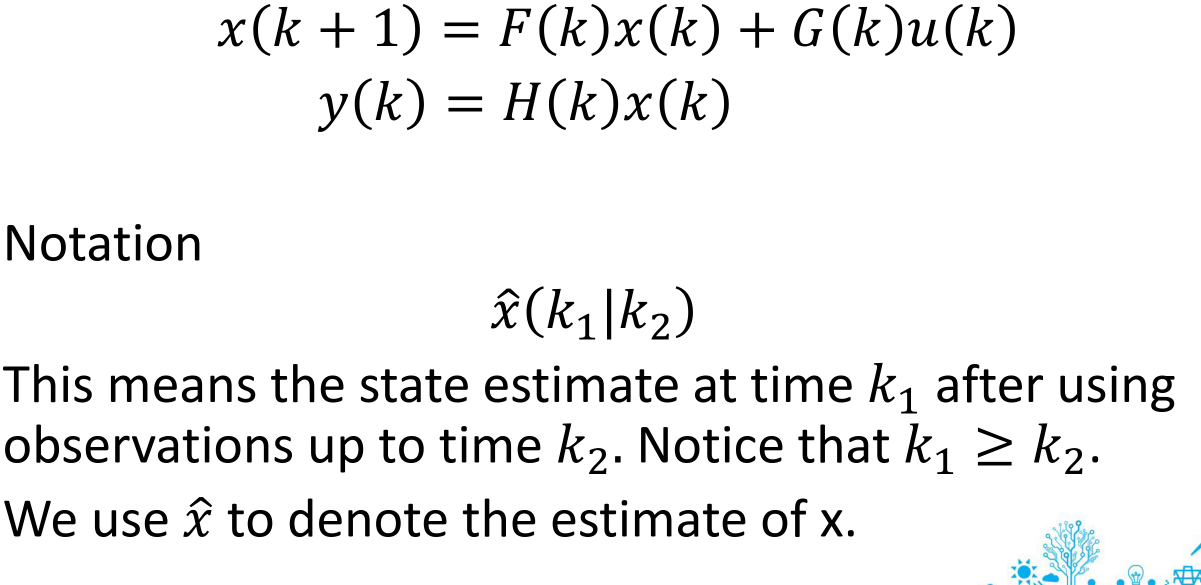 x(k + 1) = F(k)x(k) + G(k)u(k)
y(k) = H(k)x(k)
Notation
x̂(k₁|k₂)
This means the state estimate at time k₁ after using
observations up to time k₂. Notice that k₁ ≥ k₂.
We use x̂ to denote the estimate of x.